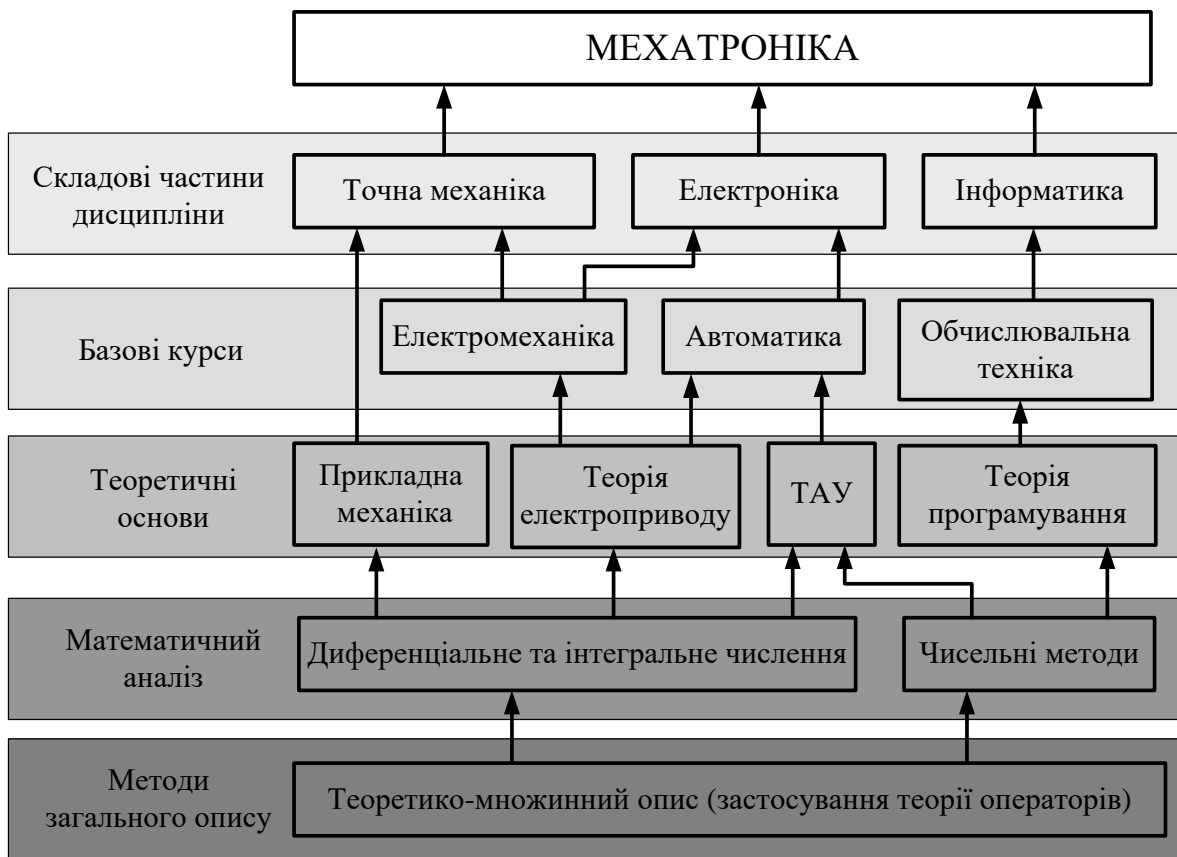 МЕХАТРОНІКА
Складові частини
дисципліни
Точна механіка
Електроніка
Інформатика
Базові курси
Електромеханіка
Автоматика
Обчислювальна
техніка
Теоретичні
основи
Прикладна
механіка
Теорія
електроприводу
ТАУ
Теорія
програмування
Математичний
аналіз
Диференціальне та інтегральне числення
Чисельні методи
Методи
загального опису
Теоретико-множинний опис (застосування теорії операторів)